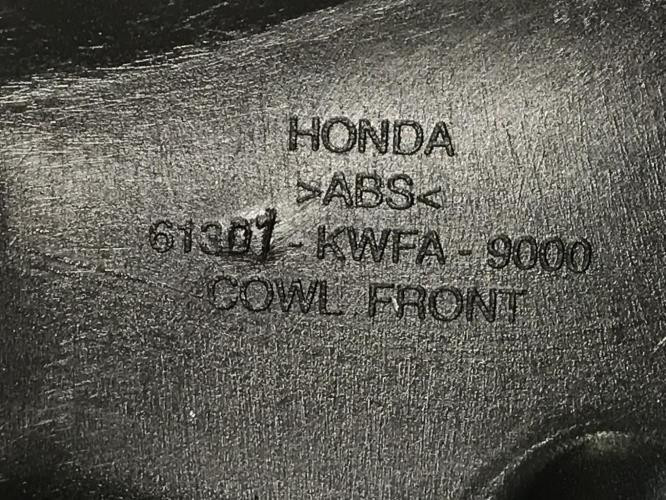 HONDA
>ABS<
61301-KWFA-9000
COWL FRONT